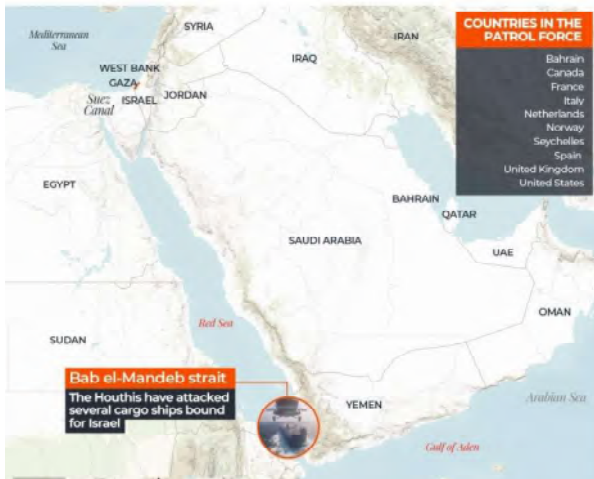 Mediterranean
Sea
SYRIA
IRAN
IRAQ
WEST BANK
GAZA
Suez
Canal
ISRAEL
JORDAN
COUNTRIES IN THE
PATROL FORCE
Bahrain
Canada
France
Italy
Netherlands
Norway
Seychelles
Spain
United Kingdom
United States
EGYPT
BAHRAIN
QATAR
SAUDI ARABIA
UAE
OMAN
Red Sea
SUDAN
Bab el-Mandeb strait
The Houthis have attacked
several cargo ships bound
for Israel
YEMEN
Arabian Sea
Gulf of Aden